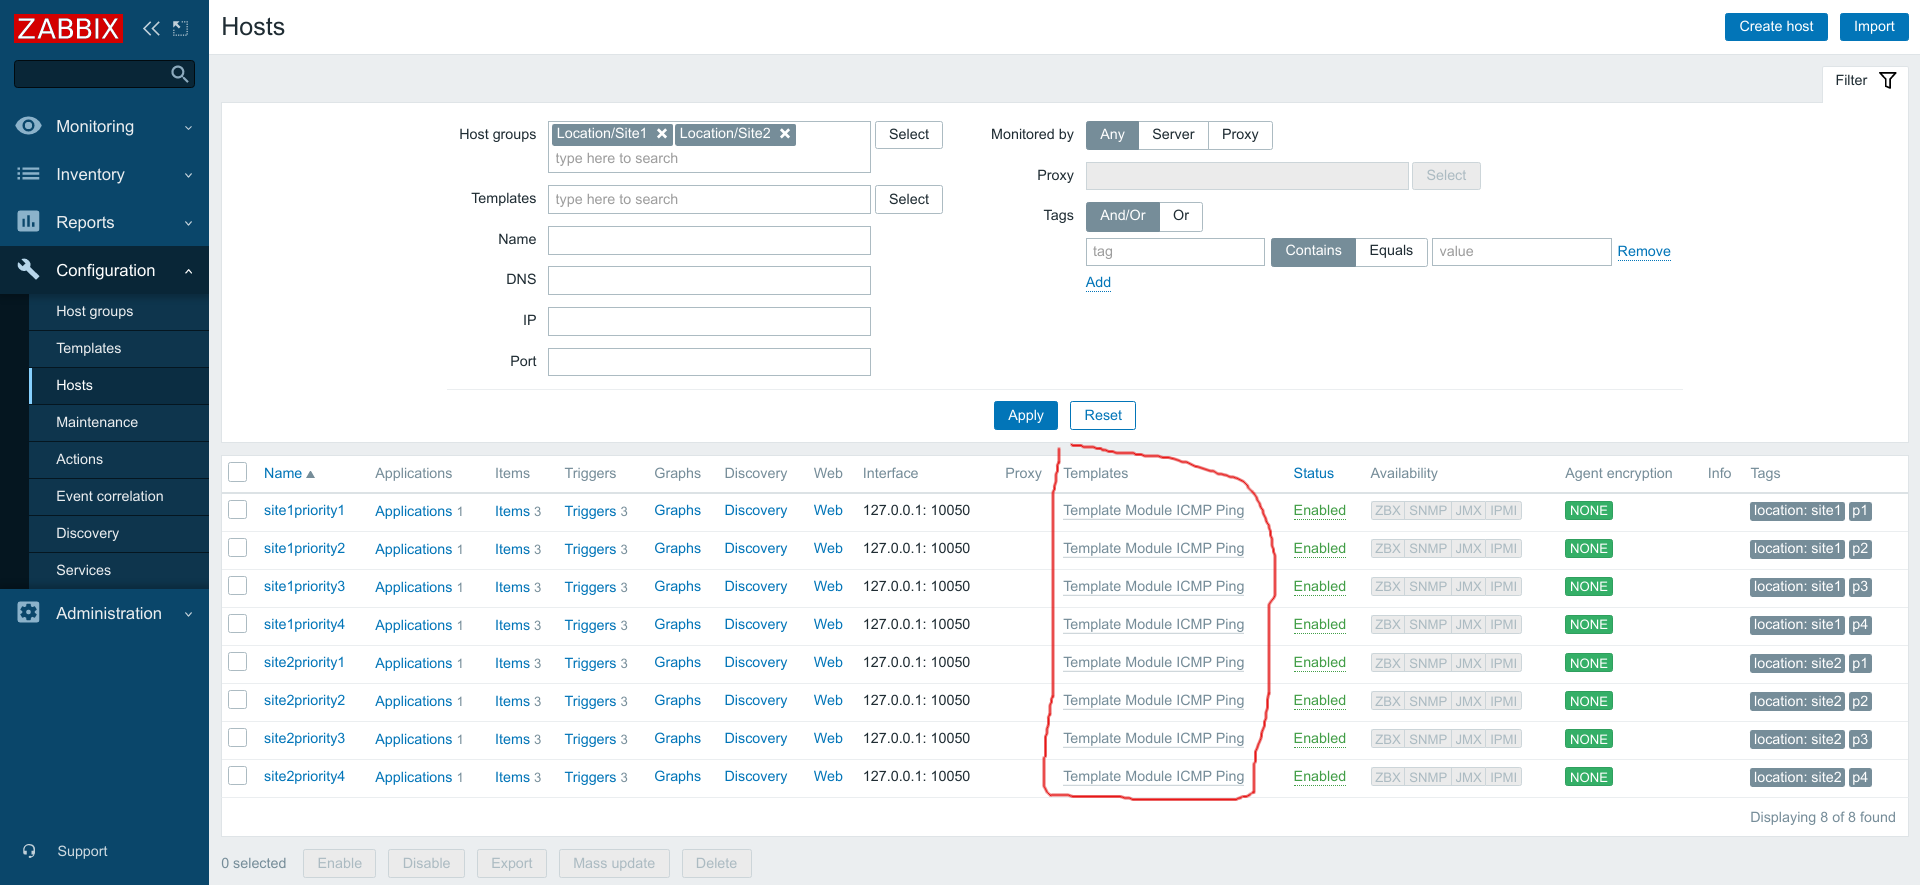 ZABBIX
Hosts
Create host Import
Filter
Monitoring
Inventory
Reports
Configuration
Host groups
Templates
Hosts
Maintenance
Actions
Event correlation
Discovery
Services
Administration
Support
Host groups Location/Site1 Location/Site2 Select
type here to search
Templates type here to search Select
Name
DNS
IP
Port
Monitored by Any Server Proxy
Proxy Select
Tags And/Or Or
tag Contains Equals value Remove
Add
Apply Reset
Name Applications Items Triggers Graphs Discovery Web Interface Proxy Templates Status Availability Agent encryption Info Tags
site1priority1 Applications 1 Items 3 Triggers 3 Graphs Discovery Web 127.0.0.1: 10050 Template Module ICMP Ping Enabled ZBX SNMP JMX IPMI NONE location: site1 p1
site1priority2 Applications 1 Items 3 Triggers 3 Graphs Discovery Web 127.0.0.1: 10050 Template Module ICMP Ping Enabled ZBX SNMP JMX IPMI NONE location: site1 p2
site1priority3 Applications 1 Items 3 Triggers 3 Graphs Discovery Web 127.0.0.1: 10050 Template Module ICMP Ping Enabled ZBX SNMP JMX IPMI NONE location: site1 p3
site1priority4 Applications 1 Items 3 Triggers 3 Graphs Discovery Web 127.0.0.1: 10050 Template Module ICMP Ping Enabled ZBX SNMP JMX IPMI NONE location: site1 p4
site2priority1 Applications 1 Items 3 Triggers 3 Graphs Discovery Web 127.0.0.1: 10050 Template Module ICMP Ping Enabled ZBX SNMP JMX IPMI NONE location: site2 p1
site2priority2 Applications 1 Items 3 Triggers 3 Graphs Discovery Web 127.0.0.1: 10050 Template Module ICMP Ping Enabled ZBX SNMP JMX IPMI NONE location: site2 p2
site2priority3 Applications 1 Items 3 Triggers 3 Graphs Discovery Web 127.0.0.1: 10050 Template Module ICMP Ping Enabled ZBX SNMP JMX IPMI NONE location: site2 p3
site2priority4 Applications 1 Items 3 Triggers 3 Graphs Discovery Web 127.0.0.1: 10050 Template Module ICMP Ping Enabled ZBX SNMP JMX IPMI NONE location: site2 p4
Displaying 8 of 8 found
0 selected Enable Disable Export Mass update Delete